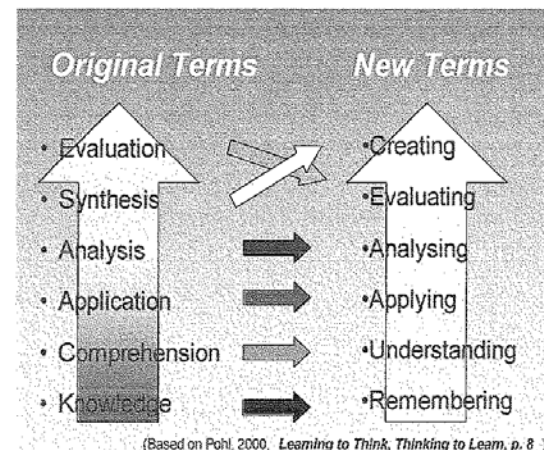 Original Terms New Terms
• Evaluation •Creating
• Synthesis •Evaluating
• Analysis •Analysing
• Application •Applying
• Comprehension •Understanding
• Knowledge •Remembering
(Based on Pohl, 2000, Learning to Think, Thinking to Learn, p. 8 )